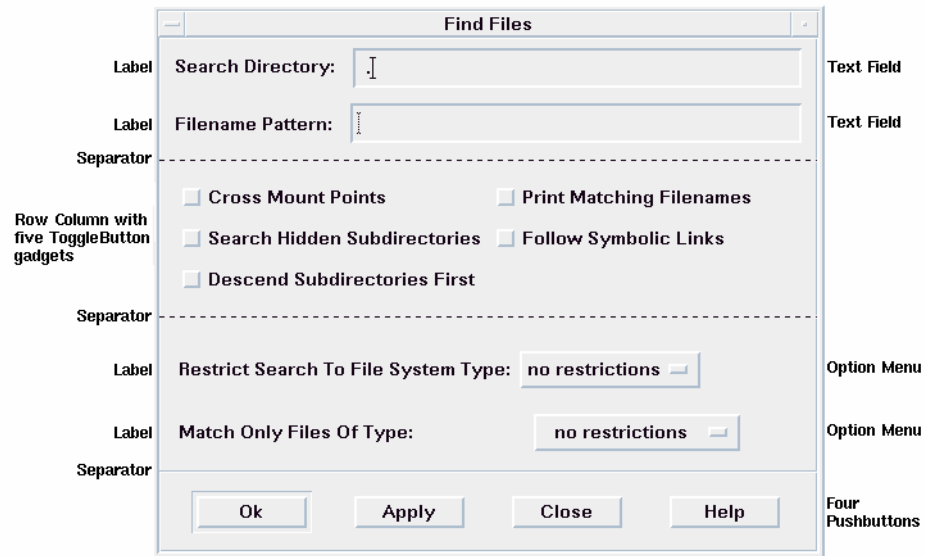 Find Files
Label Search Directory: . Text Field
Label Filename Pattern: Text Field
Separator
Cross Mount Points Print Matching Filenames
Row Column with
five ToggleButton
gadgets
Search Hidden Subdirectories Follow Symbolic Links
Descend Subdirectories First
Separator
Label Restrict Search To File System Type: no restrictions Option Menu
Label Match Only Files Of Type: no restrictions Option Menu
Separator
Ok Apply Close Help
Four
Pushbuttons